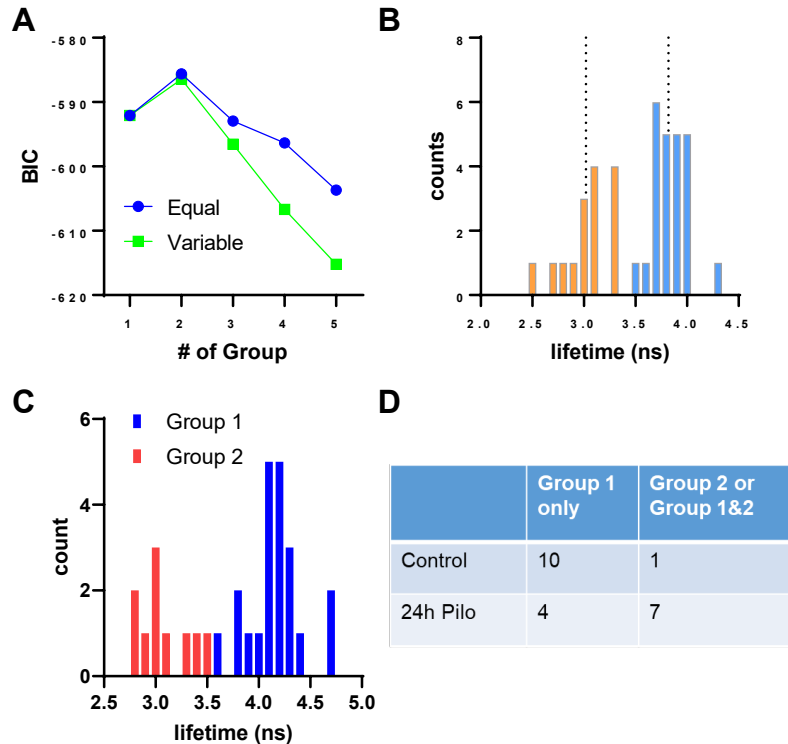 A
-580
-590
-600
-610
-620
BIC
Equal
Variable
1 2 3 4 5
# of Group
B
8
6
4
2
0
counts
2.0 2.5 3.0 3.5 4.0 4.5
lifetime (ns)
C
6
4
2
0
count
Group 1
Group 2
2.5 3.0 3.5 4.0 4.5 5.0
lifetime (ns)
D
Group 1 only
Group 2 or Group 1&2
Control 10 1
24h Pilo 4 7